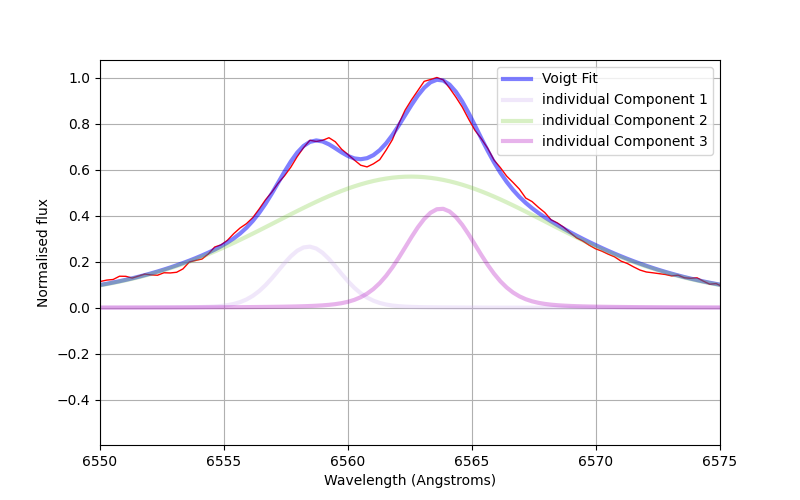 Normalised flux
1.0
0.8
0.6
0.4
0.2
0.0
−0.2
−0.4
Voigt Fit
individual Component 1
individual Component 2
individual Component 3
6550 6555 6560 6565 6570 6575
Wavelength (Angstroms)